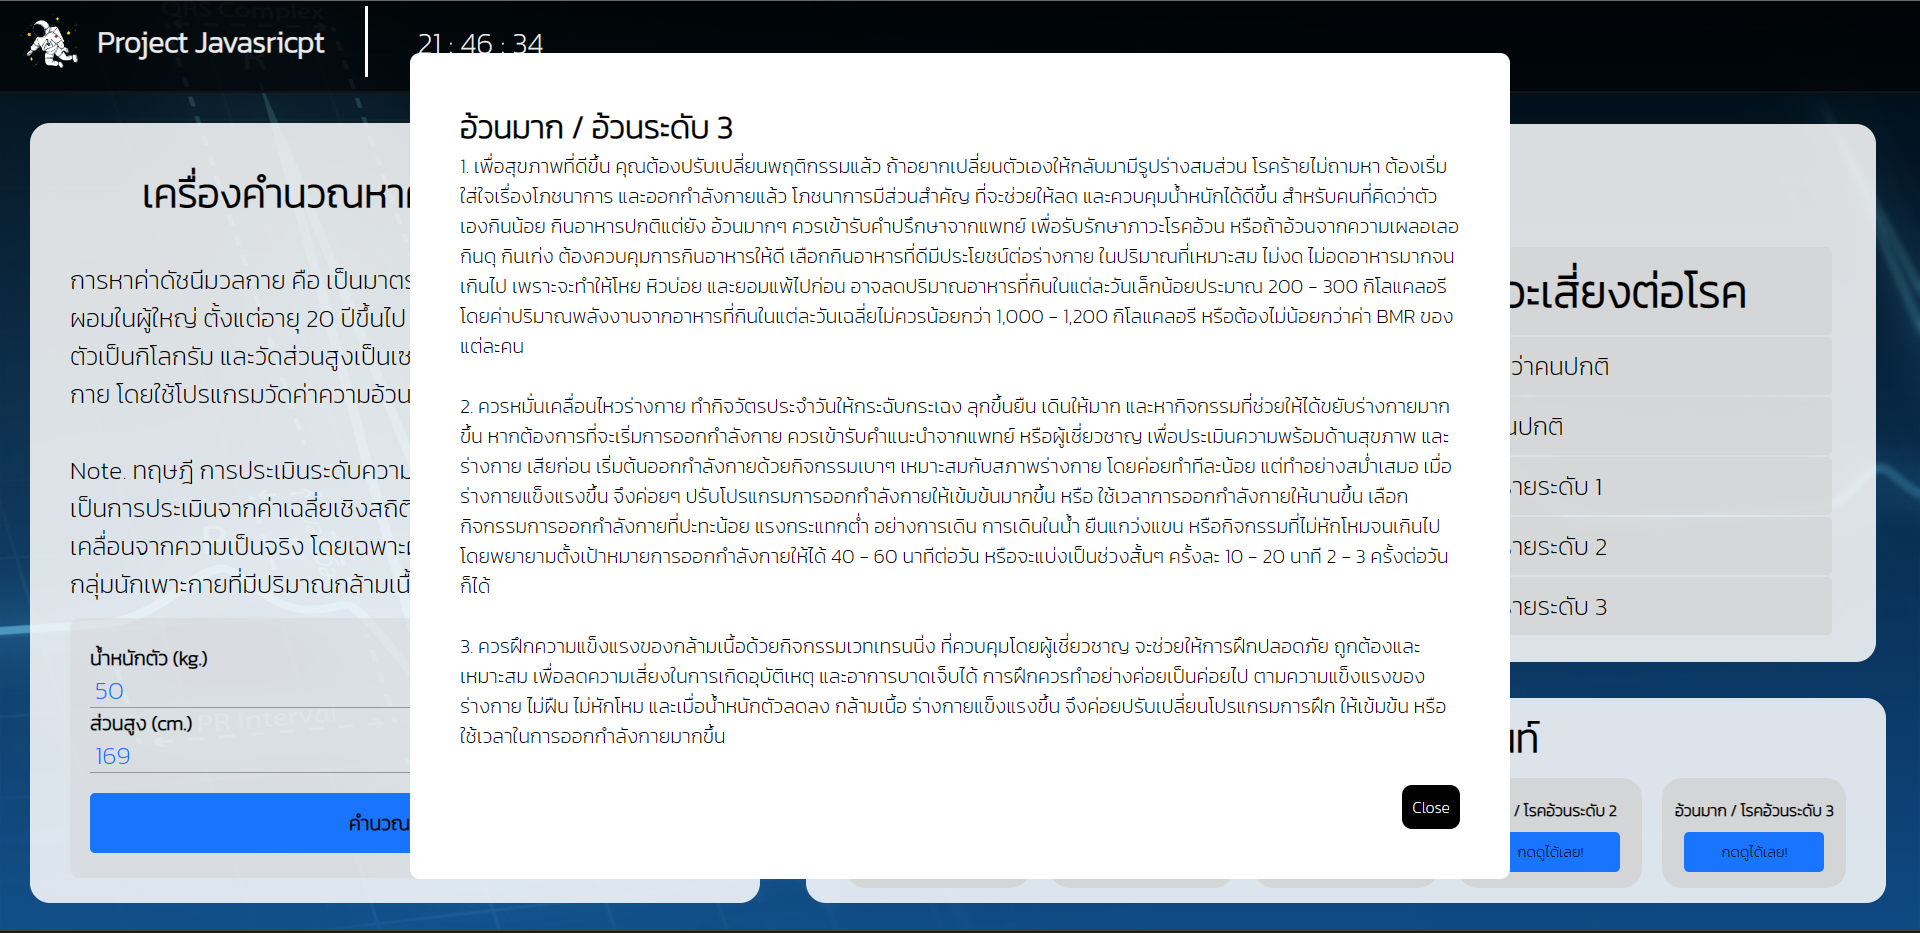 QRS Complex
R
Project Javasricpt
21 : 46 : 34
อ้วนมาก / อ้วนระดับ 3
1. เพื่อสุขภาพที่ดีขึ้น คุณต้องปรับเปลี่ยนพฤติกรรมแล้ว ถ้าอยากเปลี่ยนตัวเองให้กลับมามีรูปร่างสมส่วน โรคร้ายไม่ถามหา ต้องเริ่ม
ใส่ใจเรื่องโภชนาการ และออกกำลังกายแล้ว โภชนาการมีส่วนสำคัญ ที่จะช่วยให้ลด และควบคุมน้ำหนักได้ดีขึ้น สำหรับคนที่คิดว่าตัว
เองกินน้อย กินอาหารปกติแต่ยัง อ้วนมากๆ ควรเข้ารับคำปรึกษาจากแพทย์ เพื่อรับรักษาภาวะโรคอ้วน หรือถ้าอ้วนจากความเผลอเลอ
กินดุ กินเก่ง ต้องควบคุมการกินอาหารให้ดี เลือกกินอาหารที่ดีมีประโยชน์ต่อร่างกาย ในปริมาณที่เหมาะสม ไม่งด ไม่อดอาหารมากจน
เกินไป เพราะจะทำให้โหย หิวบ่อย และยอมแพ้ไปก่อน อาจลดปริมาณอาหารที่กินในแต่ละวันเล็กน้อยประมาณ 200 - 300 กิโลแคลอรี
โดยค่าปริมาณพลังงานจากอาหารที่กินในแต่ละวันเฉลี่ยไม่ควรน้อยกว่า 1,000 - 1,200 กิโลแคลอรี หรือต้องไม่น้อยกว่าค่า BMR ของ
แต่ละคน
2. ควรหมั่นเคลื่อนไหวร่างกาย ทำกิจวัตรประจำวันให้กระฉับกระเฉง ลุกขึ้นยืน เดินให้มาก และหากิจกรรมที่ช่วยให้ได้ขยับร่างกายมาก
ขึ้น หากต้องการที่จะเริ่มการออกกำลังกาย ควรเข้ารับคำแนะนำจากแพทย์ หรือผู้เชี่ยวชาญ เพื่อประเมินความพร้อมด้านสุขภาพ และ
ร่างกาย เสียก่อน เริ่มต้นออกกำลังกายด้วยกิจกรรมเบาๆ เหมาะสมกับสภาพร่างกาย โดยค่อยทำทีละน้อย แต่ทำอย่างสม่ำเสมอ เมื่อ
ร่างกายแข็งแรงขึ้น จึงค่อยๆ ปรับโปรแกรมการออกกำลังกายให้เข้มข้นมากขึ้น หรือ ใช้เวลาการออกกำลังกายให้นานขึ้น เลือก
กิจกรรมการออกกำลังกายที่ปะทะน้อย แรงกระแทกต่ำ อย่างการเดิน การเดินในน้ำ ยืนแกว่งแขน หรือกิจกรรมที่ไม่หักโหมจนเกินไป
โดยพยายามตั้งเป้าหมายการออกกำลังกายให้ได้ 40 - 60 นาทีต่อวัน หรือจะแบ่งเป็นช่วงสั้นๆ ครั้งละ 10 - 20 นาที 2 - 3 ครั้งต่อวัน
ก็ได้
3. ควรฝึกความแข็งแรงของกล้ามเนื้อด้วยกิจกรรมเวทเทรนนิ่ง ที่ควบคุมโดยผู้เชี่ยวชาญ จะช่วยให้การฝึกปลอดภัย ถูกต้องและ
เหมาะสม เพื่อลดความเสี่ยงในการเกิดอุบัติเหตุ และอาการบาดเจ็บได้ การฝึกควรทำอย่างค่อยเป็นค่อยไป ตามความแข็งแรงของ
ร่างกาย ไม่ฝืน ไม่หักโหม และเมื่อน้ำหนักตัวลดลง กล้ามเนื้อ ร่างกายแข็งแรงขึ้น จึงค่อยปรับเปลี่ยนโปรแกรมการฝึก ให้เข้มข้น หรือ
ใช้เวลาในการออกกำลังกายมากขึ้น
Close
เครื่องคำนวณหา
การหาค่าดัชนีมวลกาย คือ เป็นมาตร
ผอมในผู้ใหญ่ ตั้งแต่อายุ 20 ปีขึ้นไป
ตัวเป็นกิโลกรัม และวัดส่วนสูงเป็นเซ
กาย โดยใช้โปรแกรมวัดค่าความอ้วน
Note. ทฤษฎี การประเมินระดับความ
เป็นการประเมินจากค่าเฉลี่ยเชิงสถิติ
เคลื่อนจากความเป็นจริง โดยเฉพาะ
กลุ่มนักเพาะกายที่มีปริมาณกล้ามเนื้
น้ำหนักตัว (kg.)
50
ส่วนสูง (cm.)
PR Interval
169
คำนวณ
วะเสี่ยงต่อโรค
ว่าคนปกติ
นปกติ
ายระดับ 1
ายระดับ 2
ายระดับ 3
ท์
/ โรคอ้วนระดับ 2
กดดูได้เลย!
อ้วนมาก / โรคอ้วนระดับ 3
กดดูได้เลย!